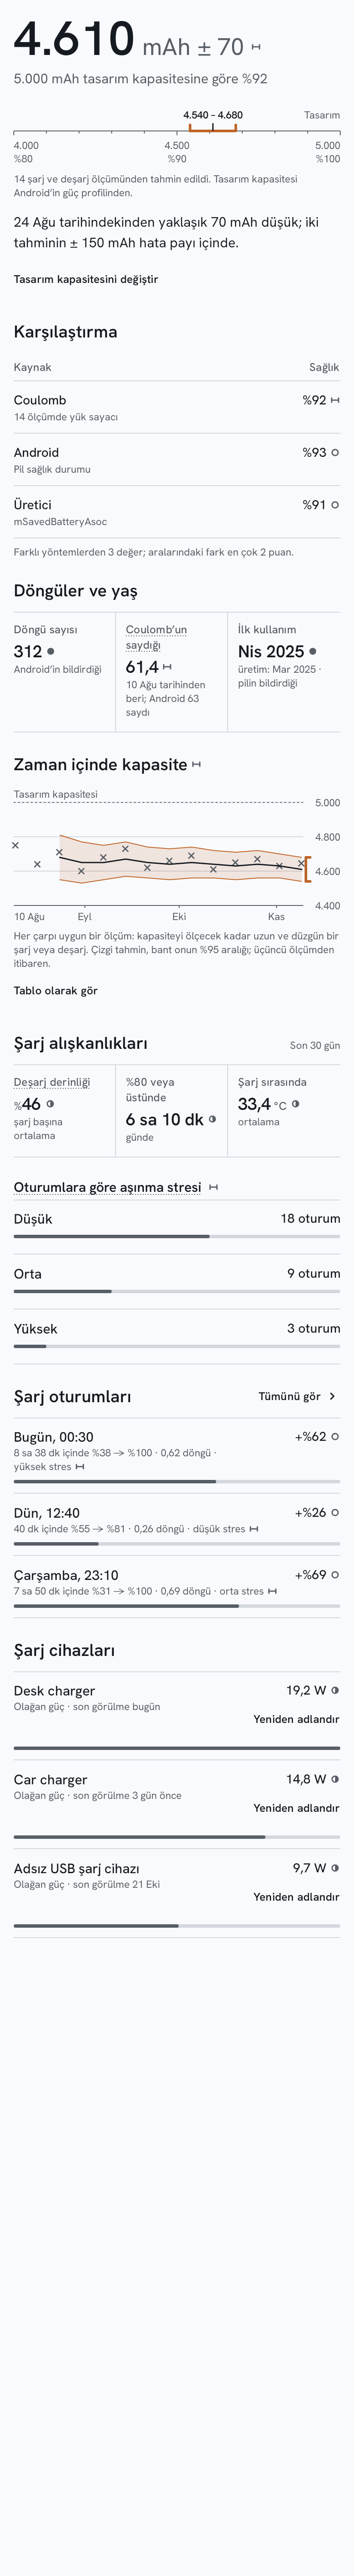 4.610 mAh ± 70
5.000 mAh tasarım kapasitesine göre %92
4.540 – 4.680
Tasarım
4.000 4.500 5.000
%80 %90 %100
14 şarj ve deşarj ölçümünden tahmin edildi. Tasarım kapasitesi
Android’in güç profilinden.
24 Ağu tarihindekinden yaklaşık 70 mAh düşük; iki
tahminin ± 150 mAh hata payı içinde.
Tasarım kapasitesini değiştir
Karşılaştırma
Kaynak Sağlık
Coulomb %92
14 ölçümde yük sayacı
Android %93
Pil sağlık durumu
Üretici %91
mSavedBatteryAsoc
Farklı yöntemlerden 3 değer; aralarındaki fark en çok 2 puan.
Döngüler ve yaş
Döngü sayısı
312
Android’in bildirdiği
Coulomb’un
saydığı
61,4
10 Ağu tarihinden
beri; Android 63
saydı
İlk kullanım
Nis 2025
üretim: Mar 2025 ·
pilin bildirdiği
Zaman içinde kapasite
Tasarım kapasitesi
5.000
4.800
4.600
4.400
10 Ağu Eyl Eki Kas
Her çarpı uygun bir ölçüm: kapasiteyi ölçecek kadar uzun ve düzgün bir
şarj veya deşarj. Çizgi tahmin, bant onun %95 aralığı; üçüncü ölçümden
itibaren.
Tablo olarak gör
Şarj alışkanlıkları Son 30 gün
Deşarj derinliği
%46
şarj başına
ortalama
%80 veya
üstünde
6 sa 10 dk
günde
Şarj sırasında
33,4 °C
ortalama
Oturumlara göre aşınma stresi
Düşük 18 oturum
Orta 9 oturum
Yüksek 3 oturum
Şarj oturumları Tümünü gör
Bugün, 00:30 +%62
8 sa 38 dk içinde %38 → %100 · 0,62 döngü ·
yüksek stres
Dün, 12:40 +%26
40 dk içinde %55 → %81 · 0,26 döngü · düşük stres
Çarşamba, 23:10 +%69
7 sa 50 dk içinde %31 → %100 · 0,69 döngü · orta stres
Şarj cihazları
Desk charger 19,2 W
Olağan güç · son görülme bugün
Yeniden adlandır
Car charger 14,8 W
Olağan güç · son görülme 3 gün önce
Yeniden adlandır
Adsız USB şarj cihazı 9,7 W
Olağan güç · son görülme 21 Eki
Yeniden adlandır